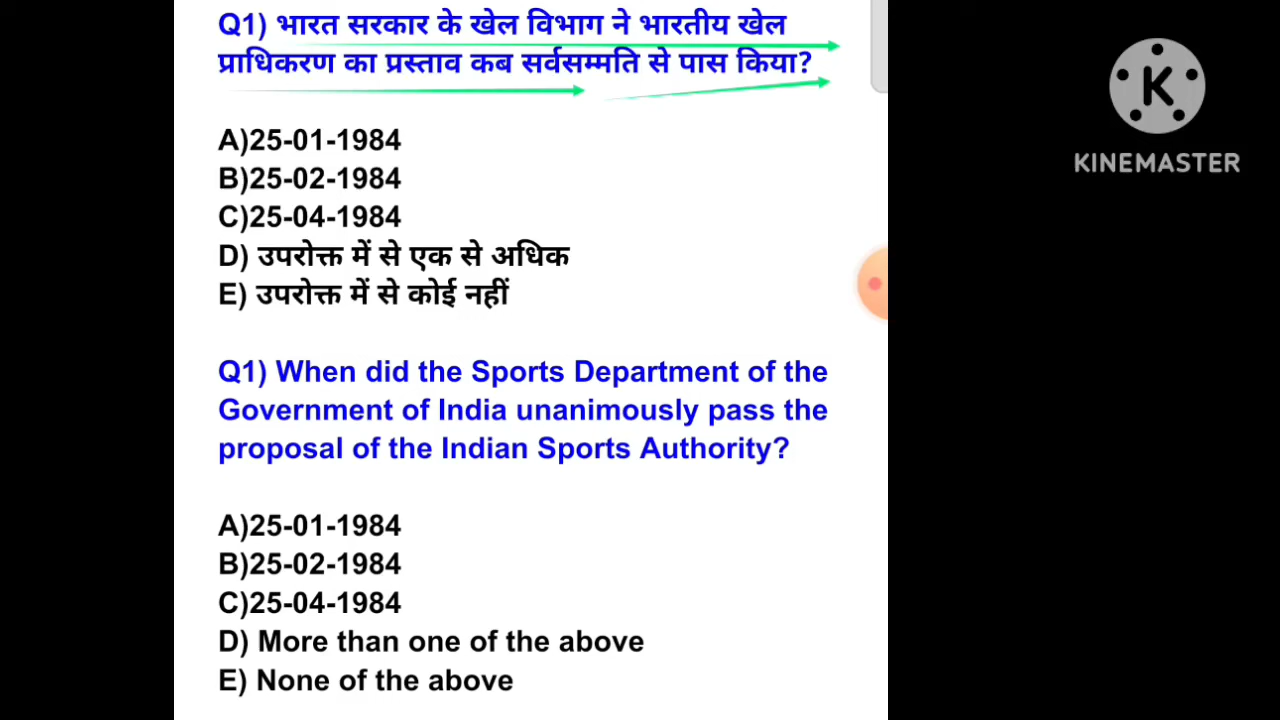 Q1) भारत सरकार के खेल विभाग ने भारतीय खेल
प्राधिकरण का प्रस्ताव कब सर्वसम्मति से पास किया?
A)25-01-1984
B)25-02-1984
C)25-04-1984
D) उपरोक्त में से एक से अधिक
E) उपरोक्त में से कोई नहीं
Q1) When did the Sports Department of the
Government of India unanimously pass the
proposal of the Indian Sports Authority?
A)25-01-1984
B)25-02-1984
C)25-04-1984
D) More than one of the above
E) None of the above
K
KINEMASTER